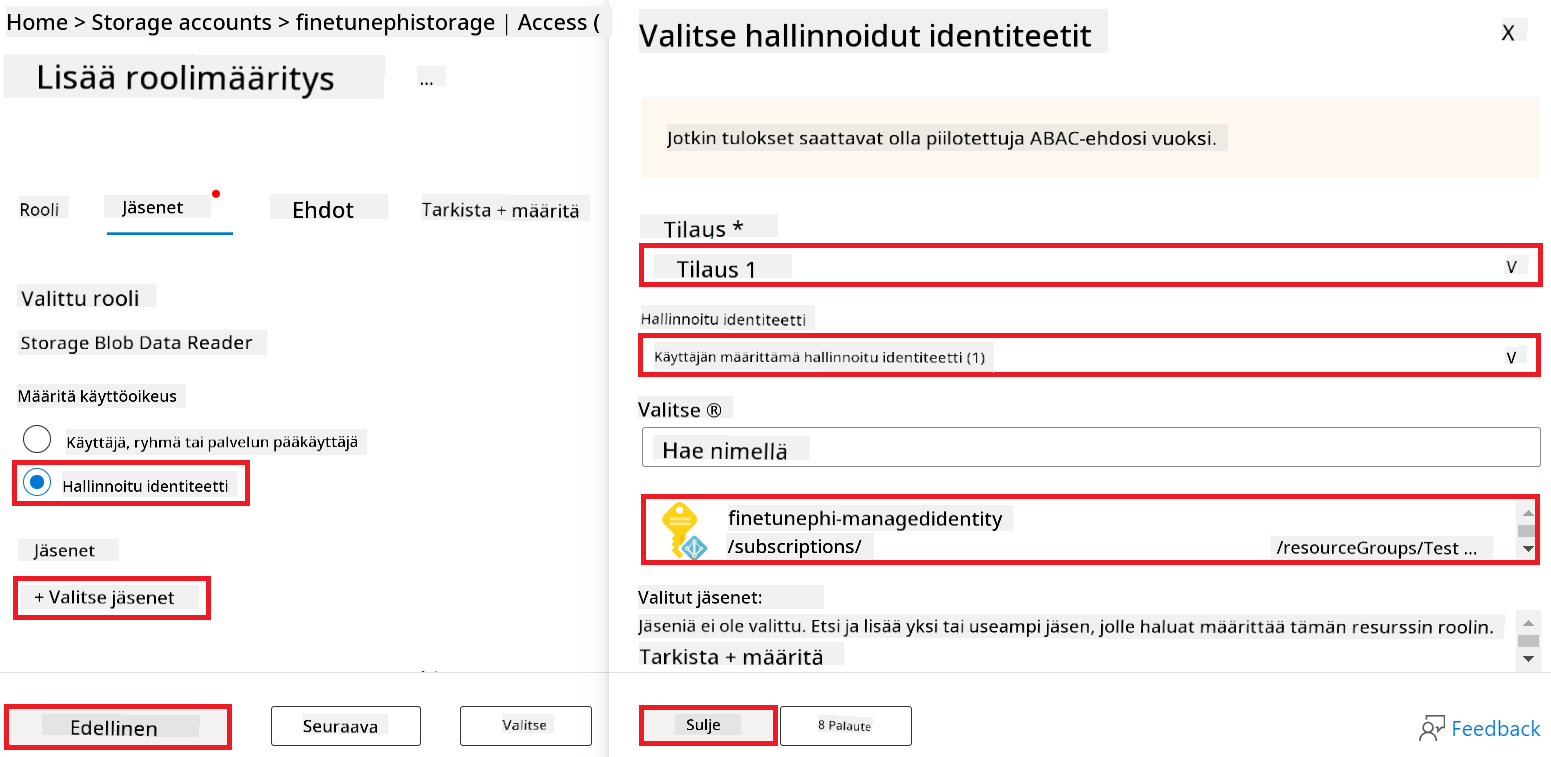 Home > Storage accounts > finetunephistorage | Access (
Lisää roolimääritys ...
Rooli Jäsenet Ehdot Tarkista + määritä
Valittu rooli
Storage Blob Data Reader
Määritä käyttöoikeus
Käyttäjä, ryhmä tai palvelun pääkäyttäjä
Hallinnoitu identiteetti
Jäsenet
+ Valitse jäsenet
Edellinen Seuraava Valitse
Valitse hallinnoidut identiteetit X
Jotkin tulokset saattavat olla piilotettuja ABAC-ehdosi vuoksi.
Tilaus *
Tilaus 1 V
Hallinnoitu identiteetti
Käyttäjän määrittämä hallinnoitu identiteetti (1) V
Valitse ®
Hae nimellä
finetunephi-managedidentity
/subscriptions/ /resourceGroups/Test ...
Valitut jäsenet:
Jäseniä ei ole valittu. Etsi ja lisää yksi tai useampi jäsen, jolle haluat määrittää tämän resurssin roolin.
Tarkista + määritä
Sulje 8 Palaute Feedback